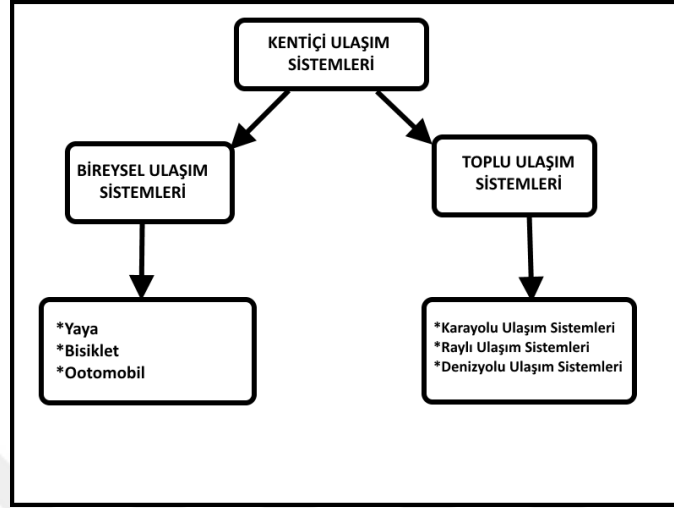 KENTİÇİ ULAŞIM
SİSTEMLERİ
BİREYSEL ULAŞIM
SİSTEMLERİ
TOPLU ULAŞIM
SİSTEMLERİ
*Yaya
*Bisiklet
*Ootomobil
*Karayolu Ulaşım Sistemleri
*Raylı Ulaşım Sistemleri
*Denizyolu Ulaşım Sistemleri